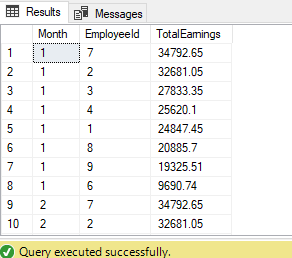 Results Messages
Month EmployeeId TotalEarnings
1 1 7 34792.65
2 1 2 32681.05
3 1 3 27833.35
4 1 4 25620.1
5 1 1 24847.45
6 1 8 20885.7
7 1 9 19325.51
8 1 6 9690.74
9 2 7 34792.65
10 2 2 32681.05
Query executed successfully.